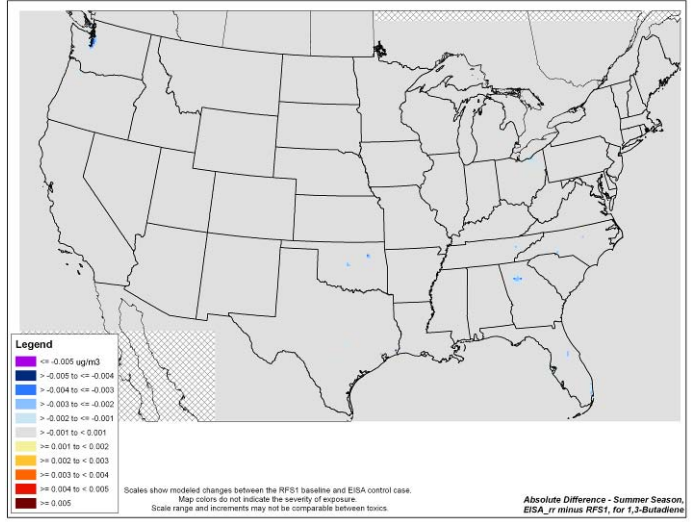 Legend
<= -0.005 ug/m3
> -0.005 to <= -0.004
> -0.004 to <= -0.003
> -0.003 to <= -0.002
> -0.002 to <= -0.001
> -0.001 to < 0.001
>= 0.001 to < 0.002
>= 0.002 to < 0.003
>= 0.003 to < 0.004
>= 0.004 to < 0.005
>= 0.005
Scales show modeled changes between the RFS1 baseline and EISA control case.
Map colors do not indicate the severity of exposure.
Scale range and increments may not be comparable between toxics.
Absolute Difference - Summer Season,
EISA_rr minus RFS1, for 1,3-Butadiene